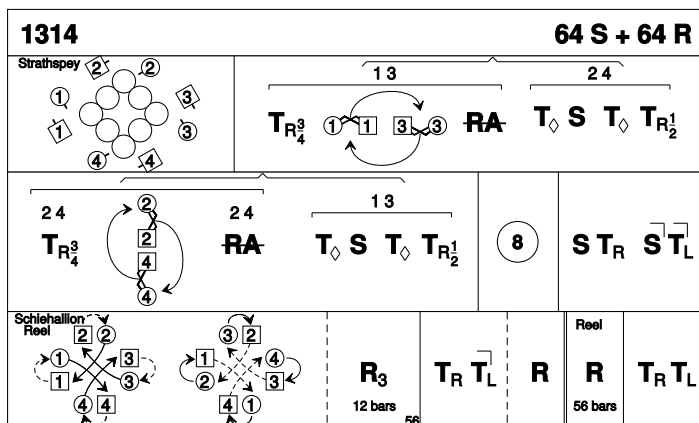 1314 64 S + 64 R
Strathspey
2 2
1 3
1 3
4 4
1 3
T R 3/4 1 1 3 3 RA
2 4
T◇ S T◇ T R 1/2
2 4
T R 3/4
2
2
4
4
2 4
RA
1 3
T◇ S T◇ T R 1/2
8
S T R S T L
Schiehallion
Reel
2 2
1 3
1 3
4 4
3 2
1 4
2 3
4 1
R 3
12 bars
56
T R T L
R
Reel
R
56 bars
T R T L